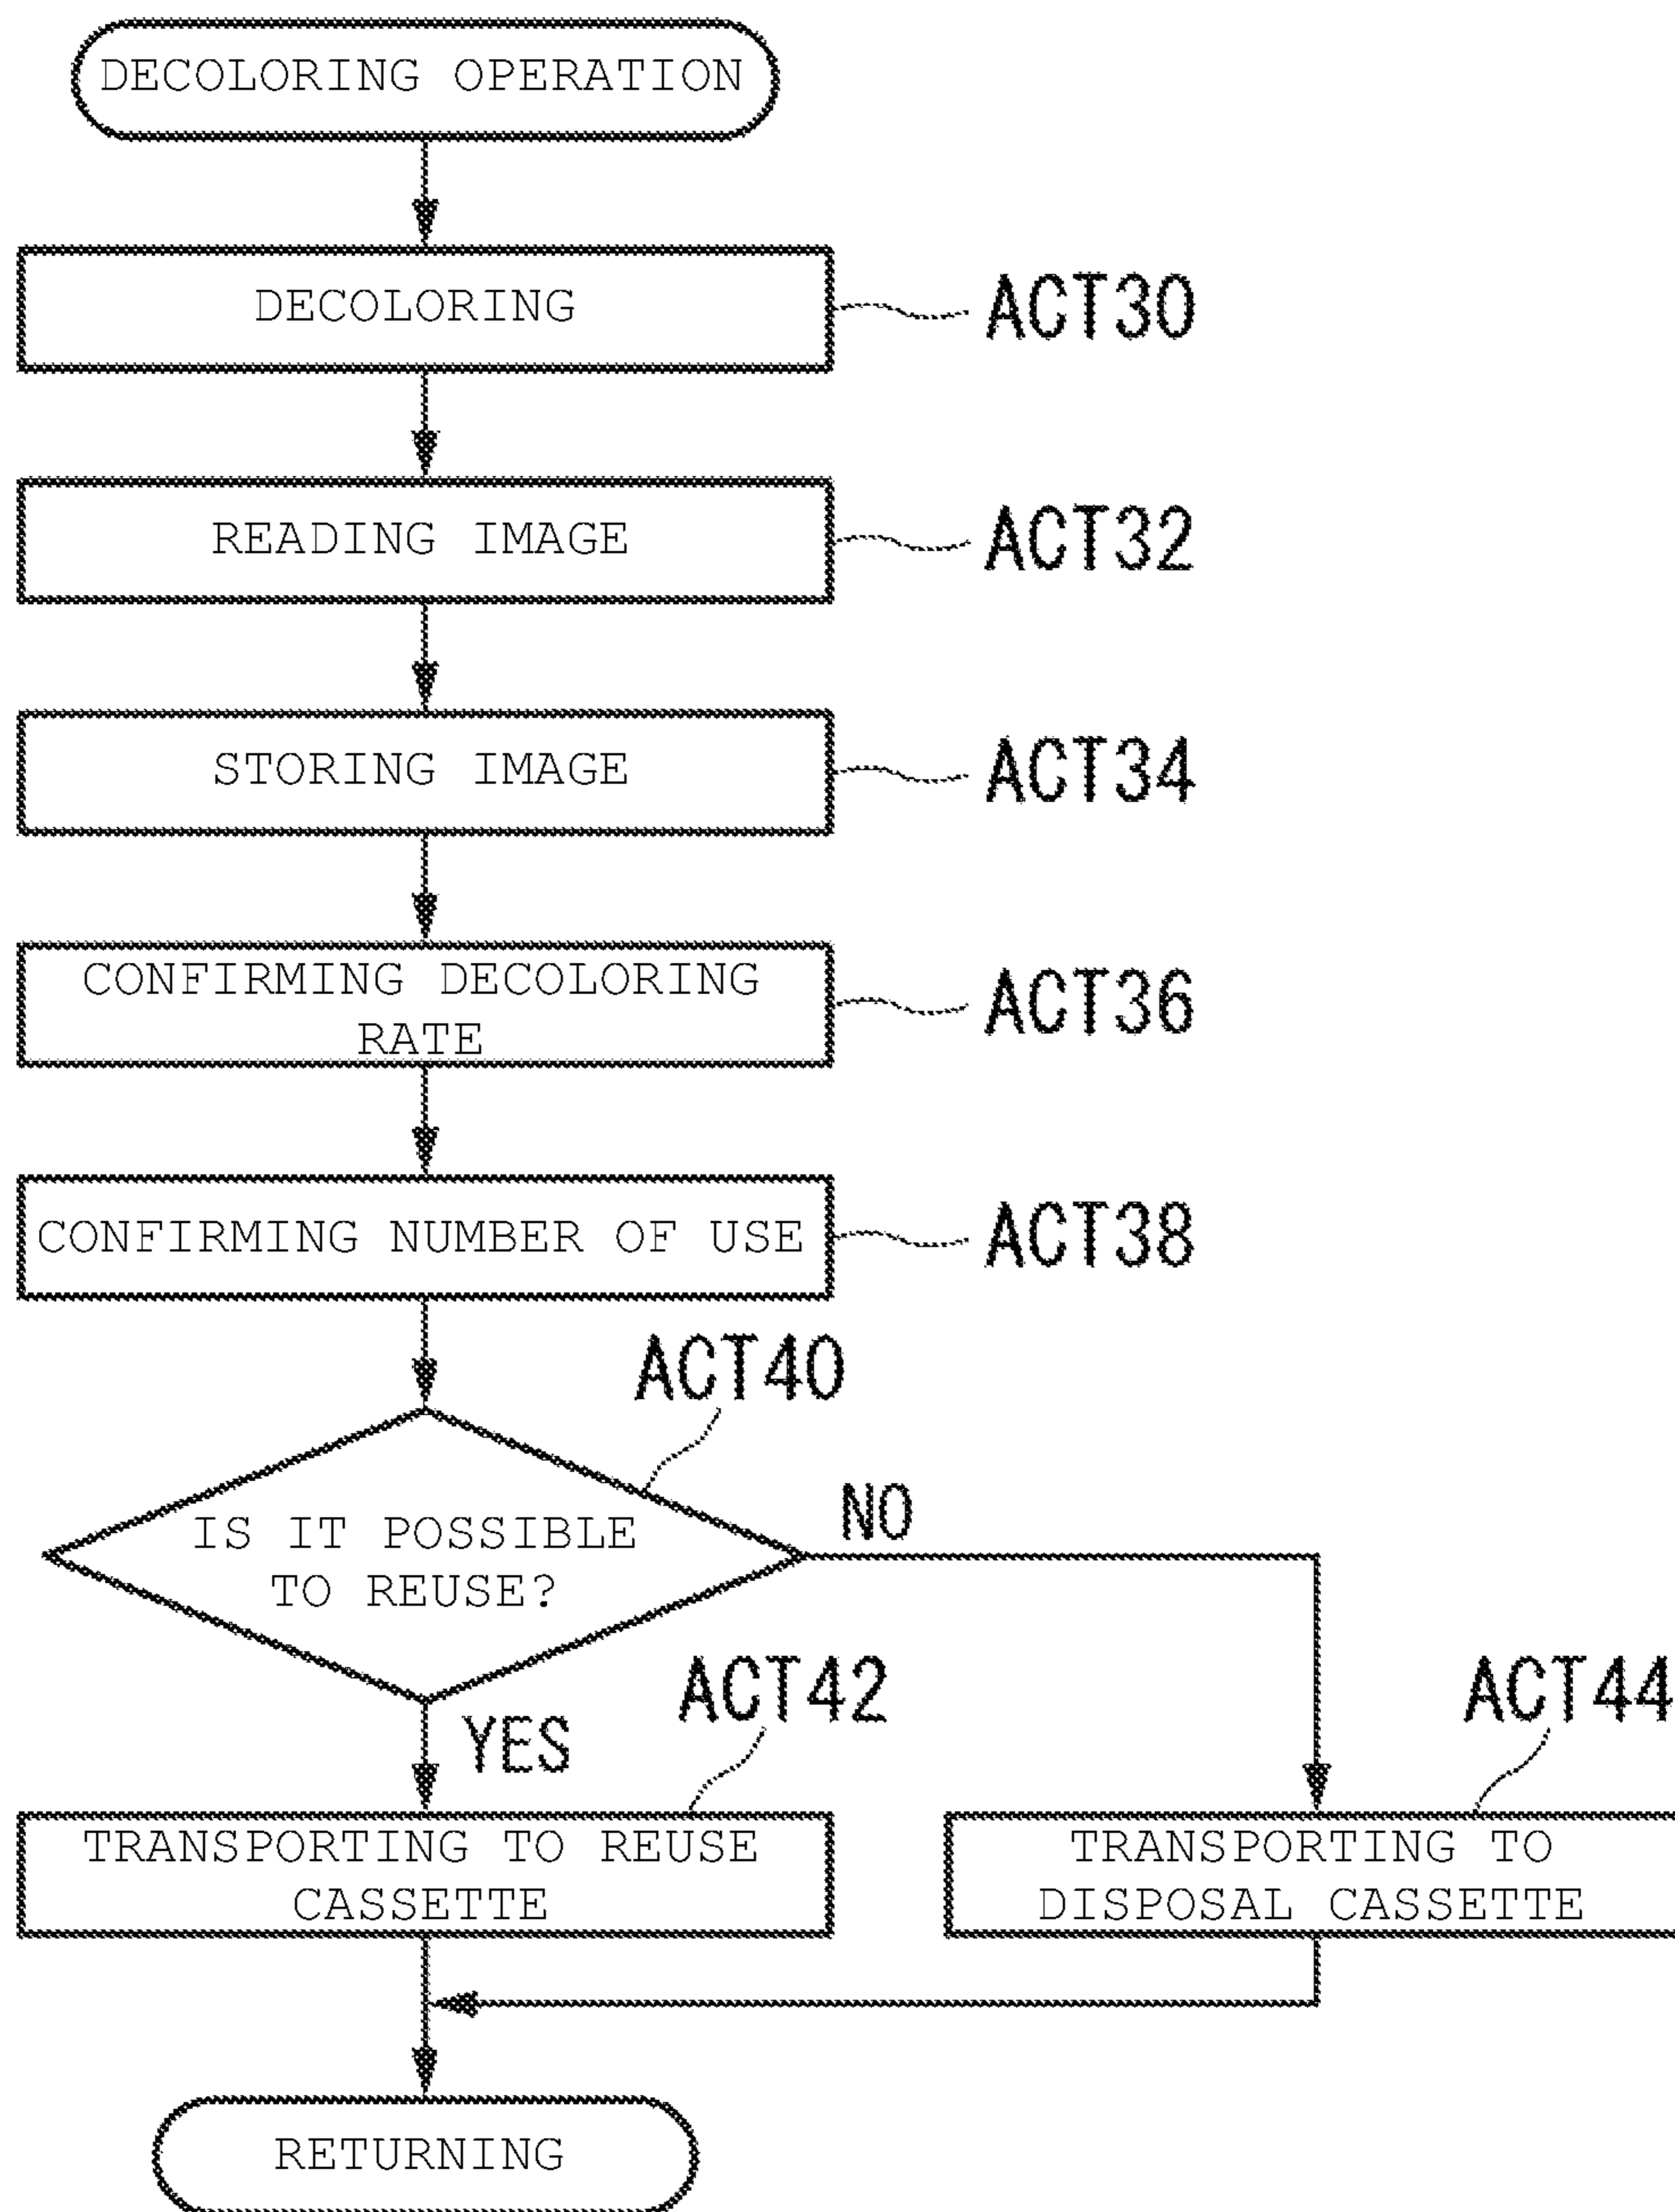 DECOLORING OPERATION
DECOLORING
ACT30
READING IMAGE
ACT32
STORING IMAGE
ACT34
CONFIRMING DECOLORING
RATE
ACT36
CONFIRMING NUMBER OF USE
ACT38
ACT40
IS IT POSSIBLE
TO REUSE?
NO
YES
ACT42
ACT44
TRANSPORTING TO REUSE
CASSETTE
TRANSPORTING TO
DISPOSAL CASSETTE
RETURNING